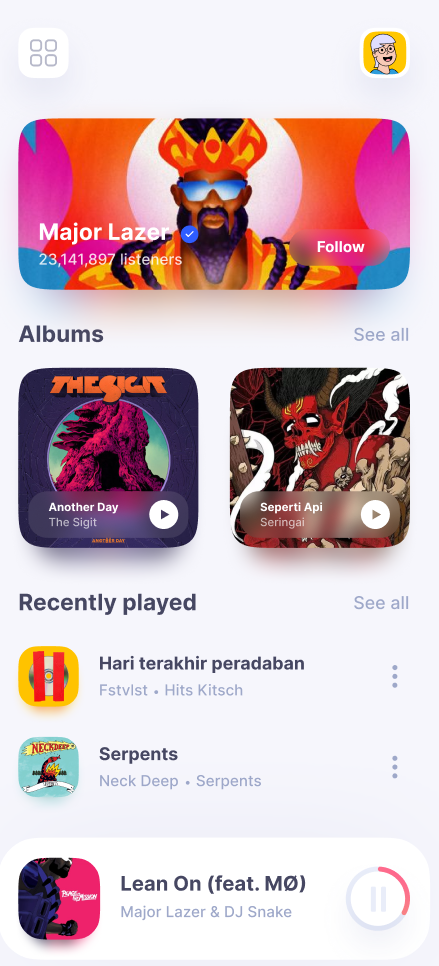 Major Lazer
23,141,897 listeners
Follow
Albums
See all
THE SIGIT
Another Day
The Sigit
ANOTHER DAY
Seperti Api
Seringai
Recently played
See all
Hari terakhir peradaban
Fstvlst • Hits Kitsch
NECK DEEP
Serpents
Neck Deep • Serpents
Lean On (feat. MØ)
Major Lazer & DJ Snake